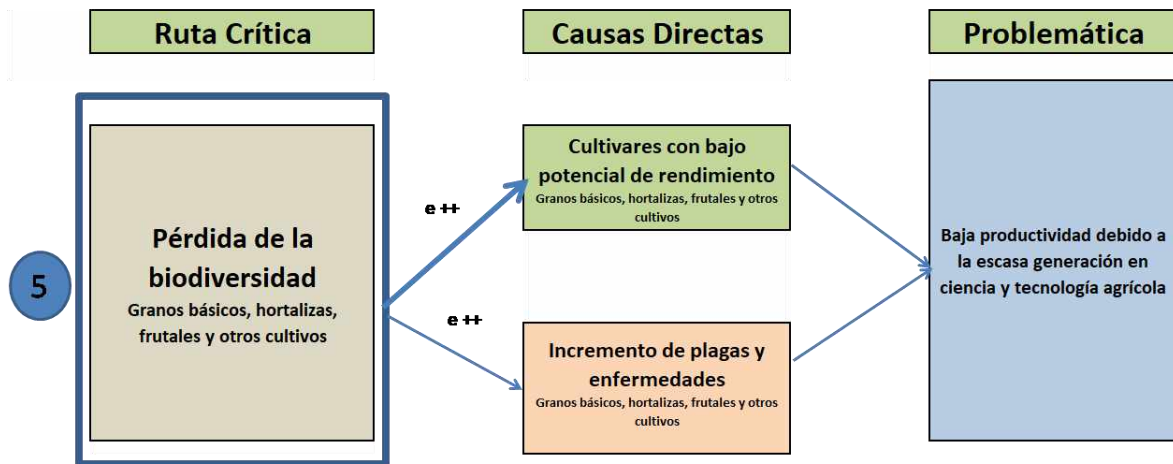 Ruta Crítica
Causas Directas
Problemática
5
Pérdida de la
biodiversidad
Granos básicos, hortalizas,
frutales y otros cultivos
e ++
e ++
Cultivares con bajo
potencial de rendimiento
Granos básicos, hortalizas, frutales y otros
cultivos
Incremento de plagas y
enfermedades
Granos básicos, hortalizas, frutales y otros
cultivos
Baja productividad debido a
la escasa generación en
ciencia y tecnología agrícola